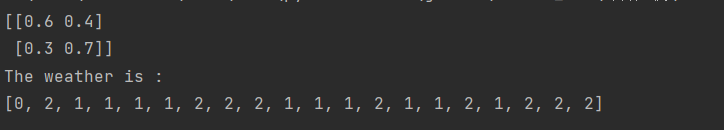 [[0.6 0.4]
 [0.3 0.7]]
The weather is :
[0, 2, 1, 1, 1, 1, 2, 2, 2, 1, 1, 1, 2, 1, 1, 2, 1, 2, 2, 2]